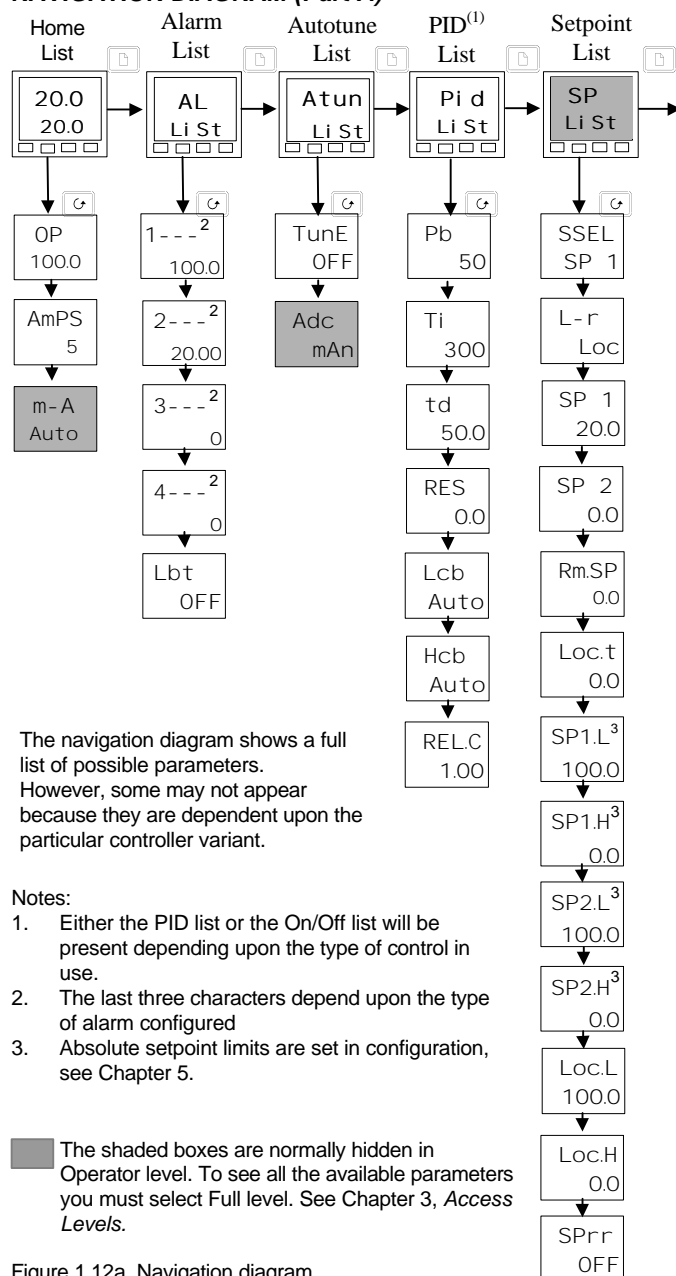 Home
List
Alarm
List
Autotune
List
PID(1)
List
Setpoint
List
20.0
20.0
AL
LiSt
Atun
LiSt
Pid
LiSt
SP
LiSt
OP
100.0
AmPS
5
m-A
Auto
1---2
100.0
2---2
20.00
3---2
0
4---2
0
Lbt
OFF
TunE
OFF
Adc
mAn
Pb
50
Ti
300
td
50.0
RES
0.0
Lcb
Auto
Hcb
Auto
REL.C
1.00
SSEL
SP 1
L-r
Loc
SP 1
20.0
SP 2
0.0
Rm.SP
0.0
Loc.t
0.0
SP1.L3
100.0
SP1.H3
0.0
SP2.L3
100.0
SP2.H3
0.0
Loc.L
100.0
Loc.H
0.0
SPrr
OFF
The navigation diagram shows a full
list of possible parameters.
However, some may not appear
because they are dependent upon the
particular controller variant.
Notes:
1. Either the PID list or the On/Off list will be
present depending upon the type of control in
use.
2. The last three characters depend upon the type
of alarm configured
3. Absolute setpoint limits are set in configuration,
see Chapter 5.
The shaded boxes are normally hidden in
Operator level. To see all the available parameters
you must select Full level. See Chapter 3, Access
Levels.
Figure 1.12a Navigation diagram